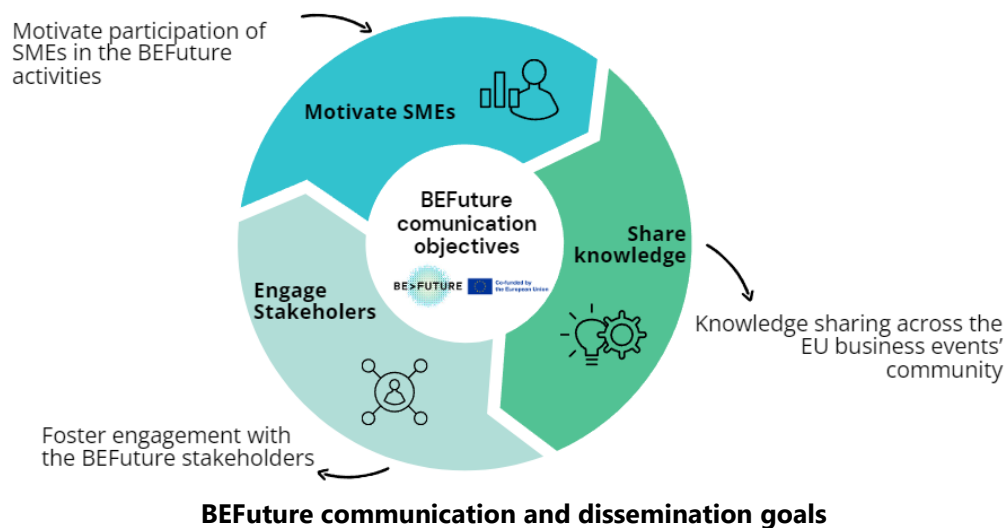 Motivate participation of
SMEs in the BEFuture
activities
Motivate SMEs
BEFuture
comunication
objectives
BE>FUTURE
Co-funded by
the European Union
Share
knowledge
Engage
Stakeholers
Knowledge sharing across the
EU business events’
community
Foster engagement with
the BEFuture stakeholders
BEFuture communication and dissemination goals